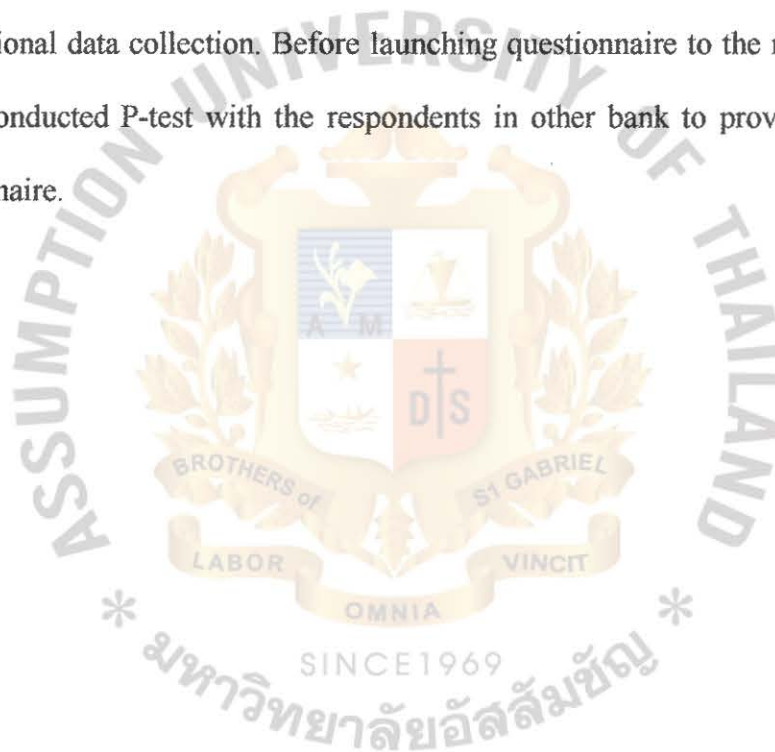 ional data collection. Before launching questionnaire to the
onducted P-test with the respondents in other bank to prov
naire.
ASSUMPTION UNIVERSITY OF THAILAND
A M
D S
BROTHERS of ST GABRIEL
LABOR OMNIA VINCIT
SINCE1969
* มหาวิทยาลัยอัสสัมชัญ *